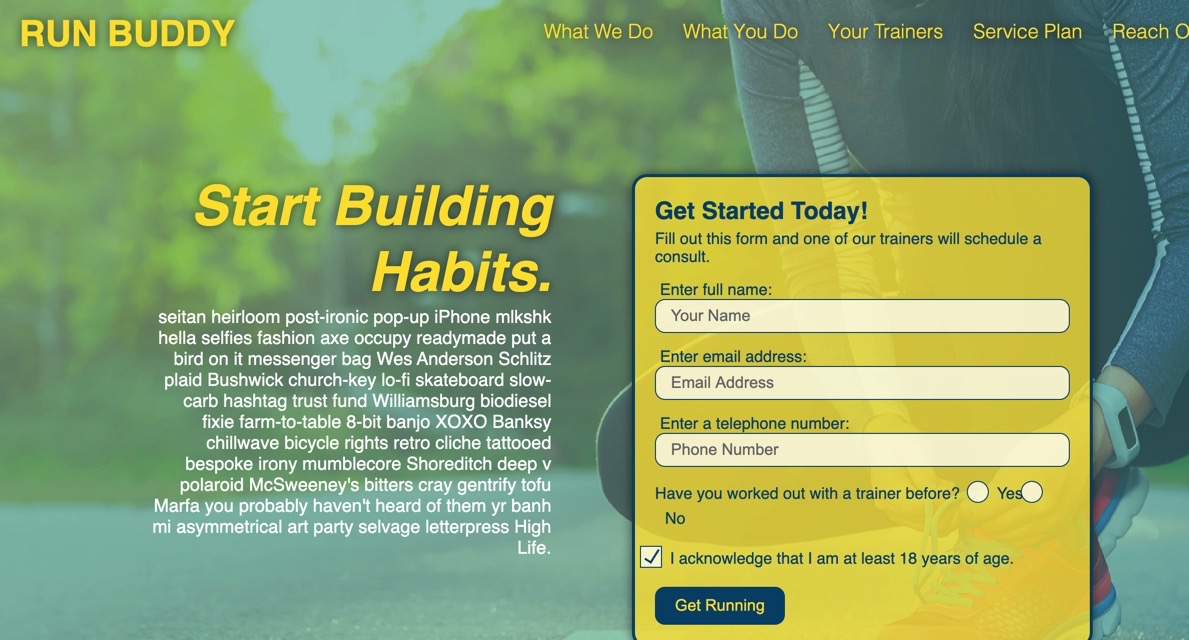 RUN BUDDY
What We Do What You Do Your Trainers Service Plan Reach O
Start Building
Habits.
seitan heirloom post-ironic pop-up iPhone mlkshk
hella selfies fashion axe occupy readymade put a
bird on it messenger bag Wes Anderson Schlitz
plaid Bushwick church-key lo-fi skateboard slow-
carb hashtag trust fund Williamsburg biodiesel
fixie farm-to-table 8-bit banjo XOXO Banksy
chillwave bicycle rights retro cliche tattooed
bespoke irony mumblecore Shoreditch deep v
polaroid McSweeney's bitters cray gentrify tofu
Marfa you probably haven't heard of them yr banh
mi asymmetrical art party selvage letterpress High
Life.
Get Started Today!
Fill out this form and one of our trainers will schedule a
consult.
Enter full name:
Your Name
Enter email address:
Email Address
Enter a telephone number:
Phone Number
Have you worked out with a trainer before? Yes
No
I acknowledge that I am at least 18 years of age.
Get Running